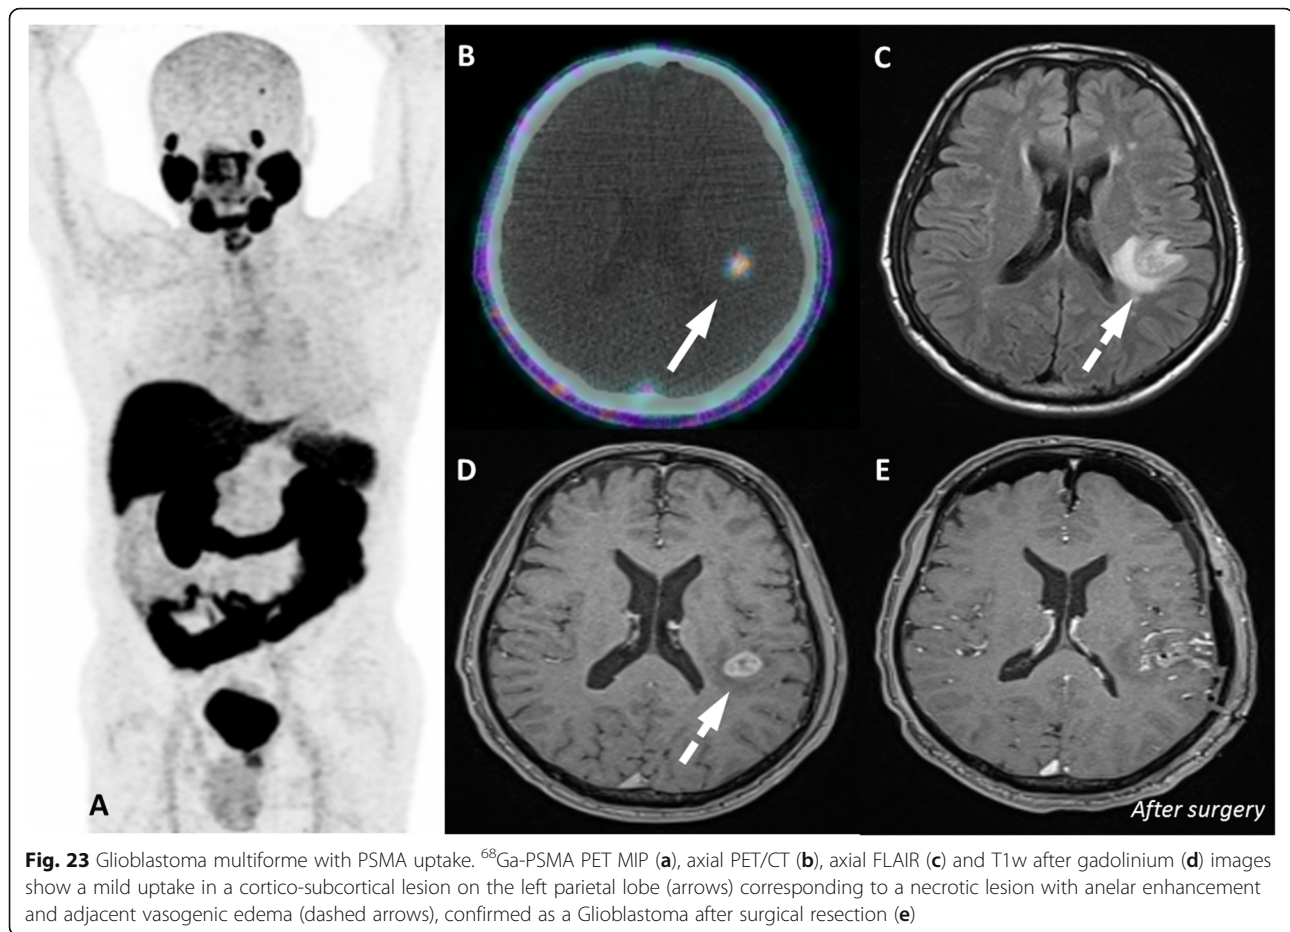 B
C
D
E
A
After surgery
Fig. 23 Glioblastoma multiforme with PSMA uptake. ⁶⁸Ga-PSMA PET MIP (a), axial PET/CT (b), axial FLAIR (c) and T1w after gadolinium (d) images
show a mild uptake in a cortico-subcortical lesion on the left parietal lobe (arrows) corresponding to a necrotic lesion with anelar enhancement
and adjacent vasogenic edema (dashed arrows), confirmed as a Glioblastoma after surgical resection (e)